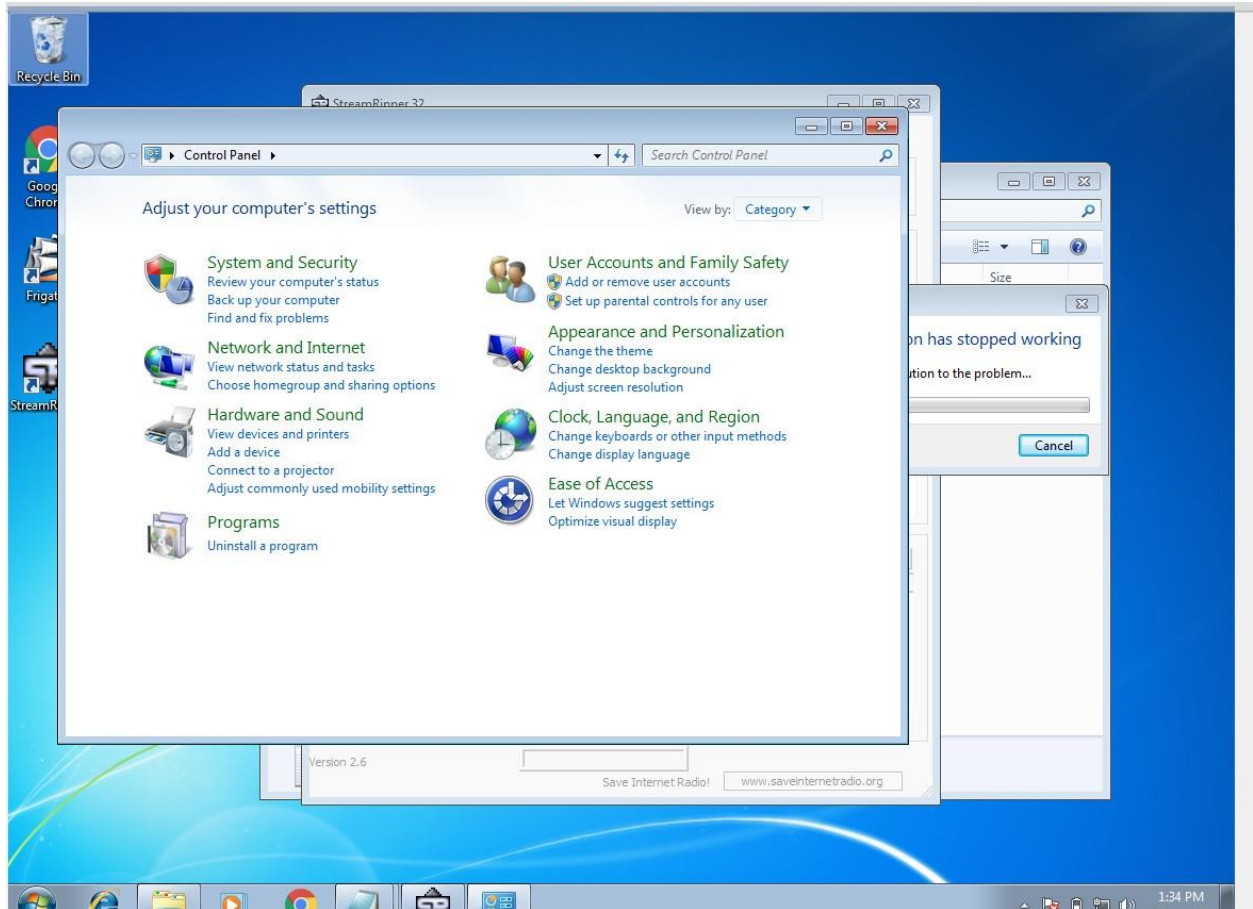 Recycle Bin
Goog
Chror
Frigat
StreamR
StreamRipper 32
Control Panel
Search Control Panel
Adjust your computer's settings
View by: Category
System and Security
Review your computer's status
Back up your computer
Find and fix problems
Network and Internet
View network status and tasks
Choose homegroup and sharing options
Hardware and Sound
View devices and printers
Add a device
Connect to a projector
Adjust commonly used mobility settings
Programs
Uninstall a program
User Accounts and Family Safety
Add or remove user accounts
Set up parental controls for any user
Appearance and Personalization
Change the theme
Change desktop background
Adjust screen resolution
Clock, Language, and Region
Change keyboards or other input methods
Change display language
Ease of Access
Let Windows suggest settings
Optimize visual display
Size
on has stopped working
ution to the problem...
Cancel
Version 2.6
Save Internet Radio!
www.saveinternetradio.org
1:34 PM